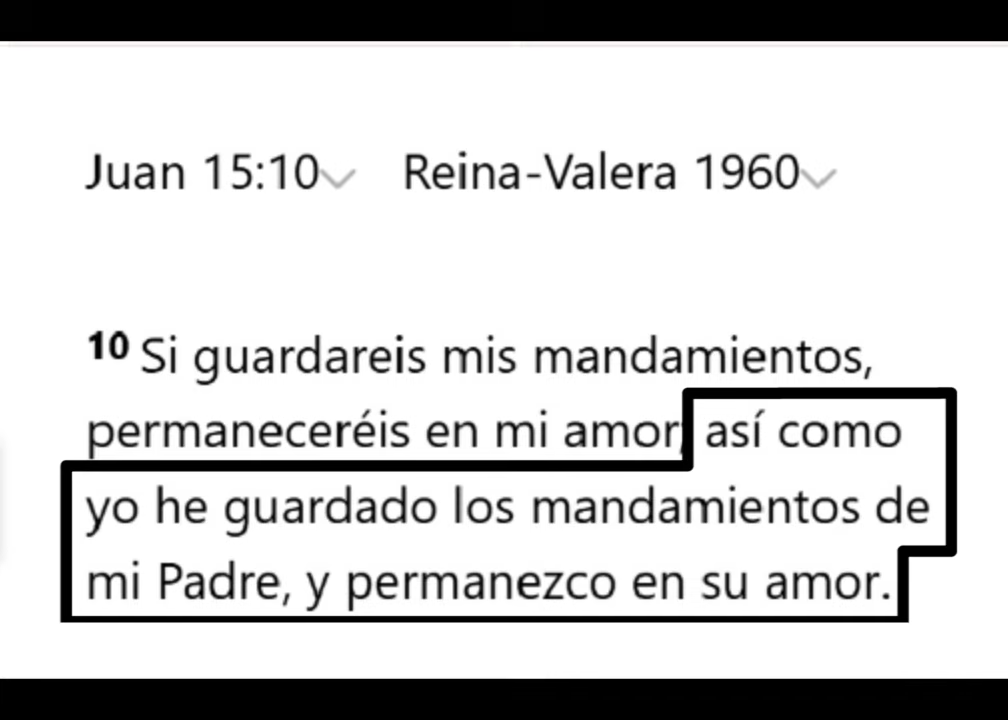 Juan 15:10 Reina-Valera 1960
10 Si guardareis mis mandamientos,
permaneceréis en mi amor; así como
yo he guardado los mandamientos de
mi Padre, y permanezco en su amor.